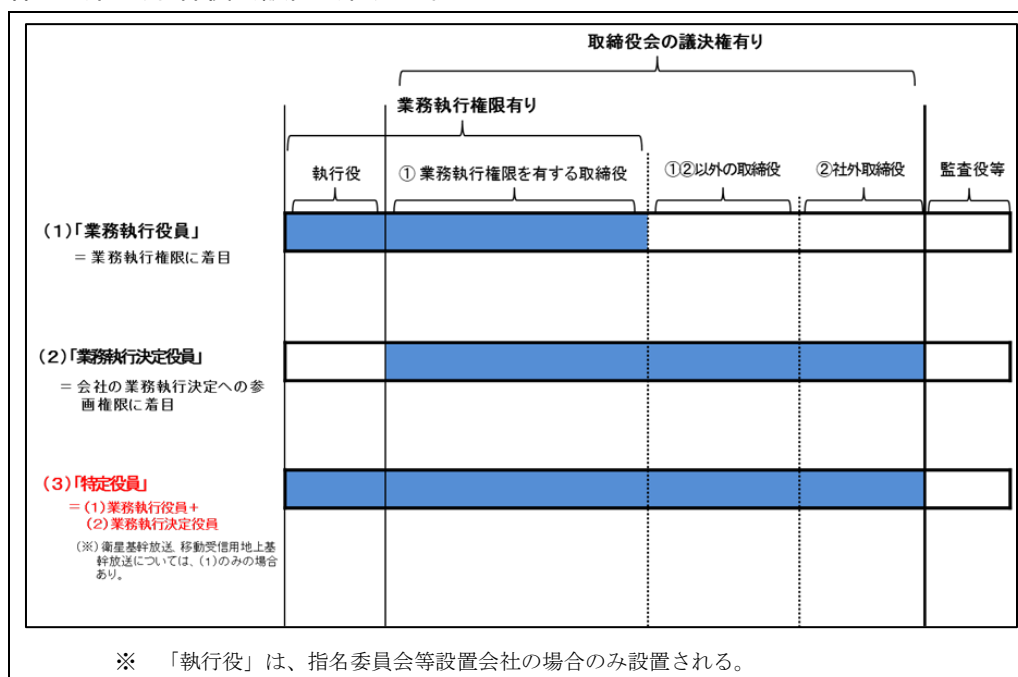 取締役会の議決権有り
業務執行権限有り
執行役
①業務執行権限を有する取締役
①②以外の取締役
②社外取締役
監査役等
(1)「業務執行役員」
＝業務執行権限に着目
(2)「業務執行決定役員」
＝会社の業務執行決定への参
画権限に着目
(3)「特定役員」
＝(1)業務執行役員＋
(2)業務執行決定役員
(※)衛星基幹放送、移動受信用地上基
幹放送については、(1)のみの場合
あり。
※　「執行役」は、指名委員会等設置会社の場合のみ設置される。